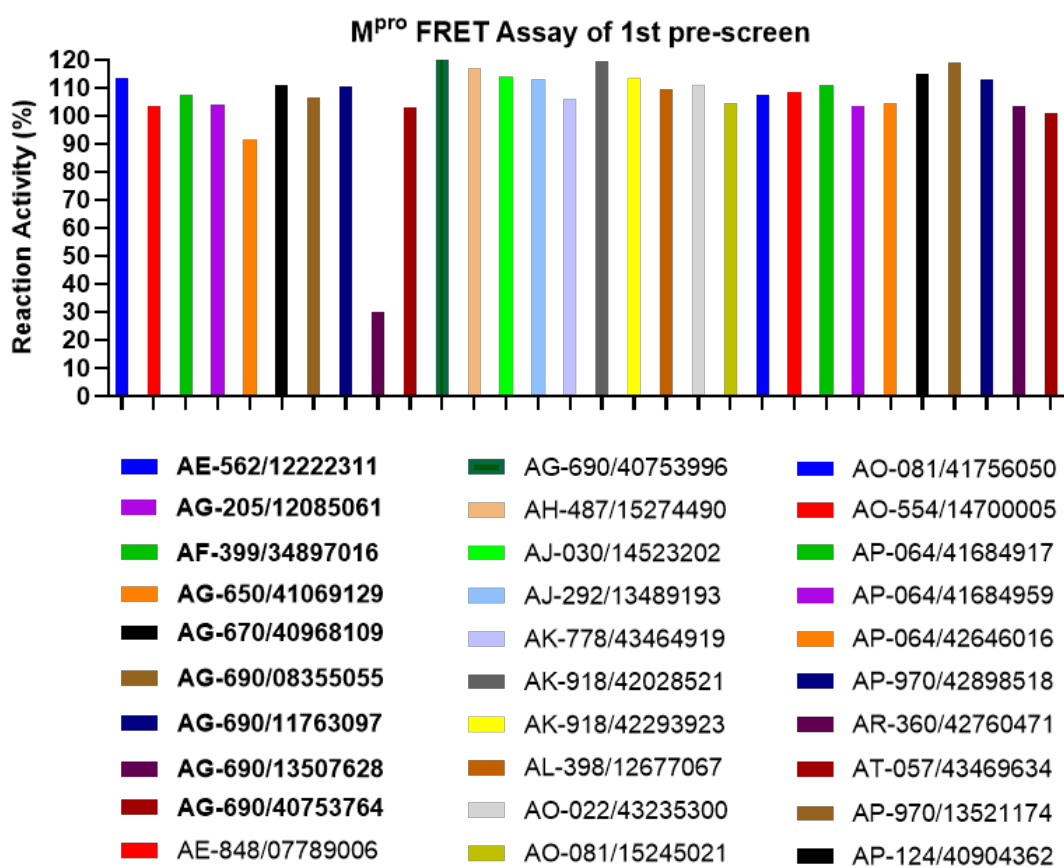 Mpro FRET Assay of 1st pre-screen
Reaction Activity (%)
120
110
100
90
80
70
60
50
40
30
20
10
0
AE-562/12222311
AG-205/12085061
AF-399/34897016
AG-650/41069129
AG-670/40968109
AG-690/08355055
AG-690/11763097
AG-690/13507628
AG-690/40753764
AE-848/07789006
AG-690/40753996
AH-487/15274490
AJ-030/14523202
AJ-292/13489193
AK-778/43464919
AK-918/42028521
AK-918/42293923
AL-398/12677067
AO-022/43235300
AO-081/15245021
AO-081/41756050
AO-554/14700005
AP-064/41684917
AP-064/41684959
AP-064/42646016
AP-970/42898518
AR-360/42760471
AT-057/43469634
AP-970/13521174
AP-124/40904362